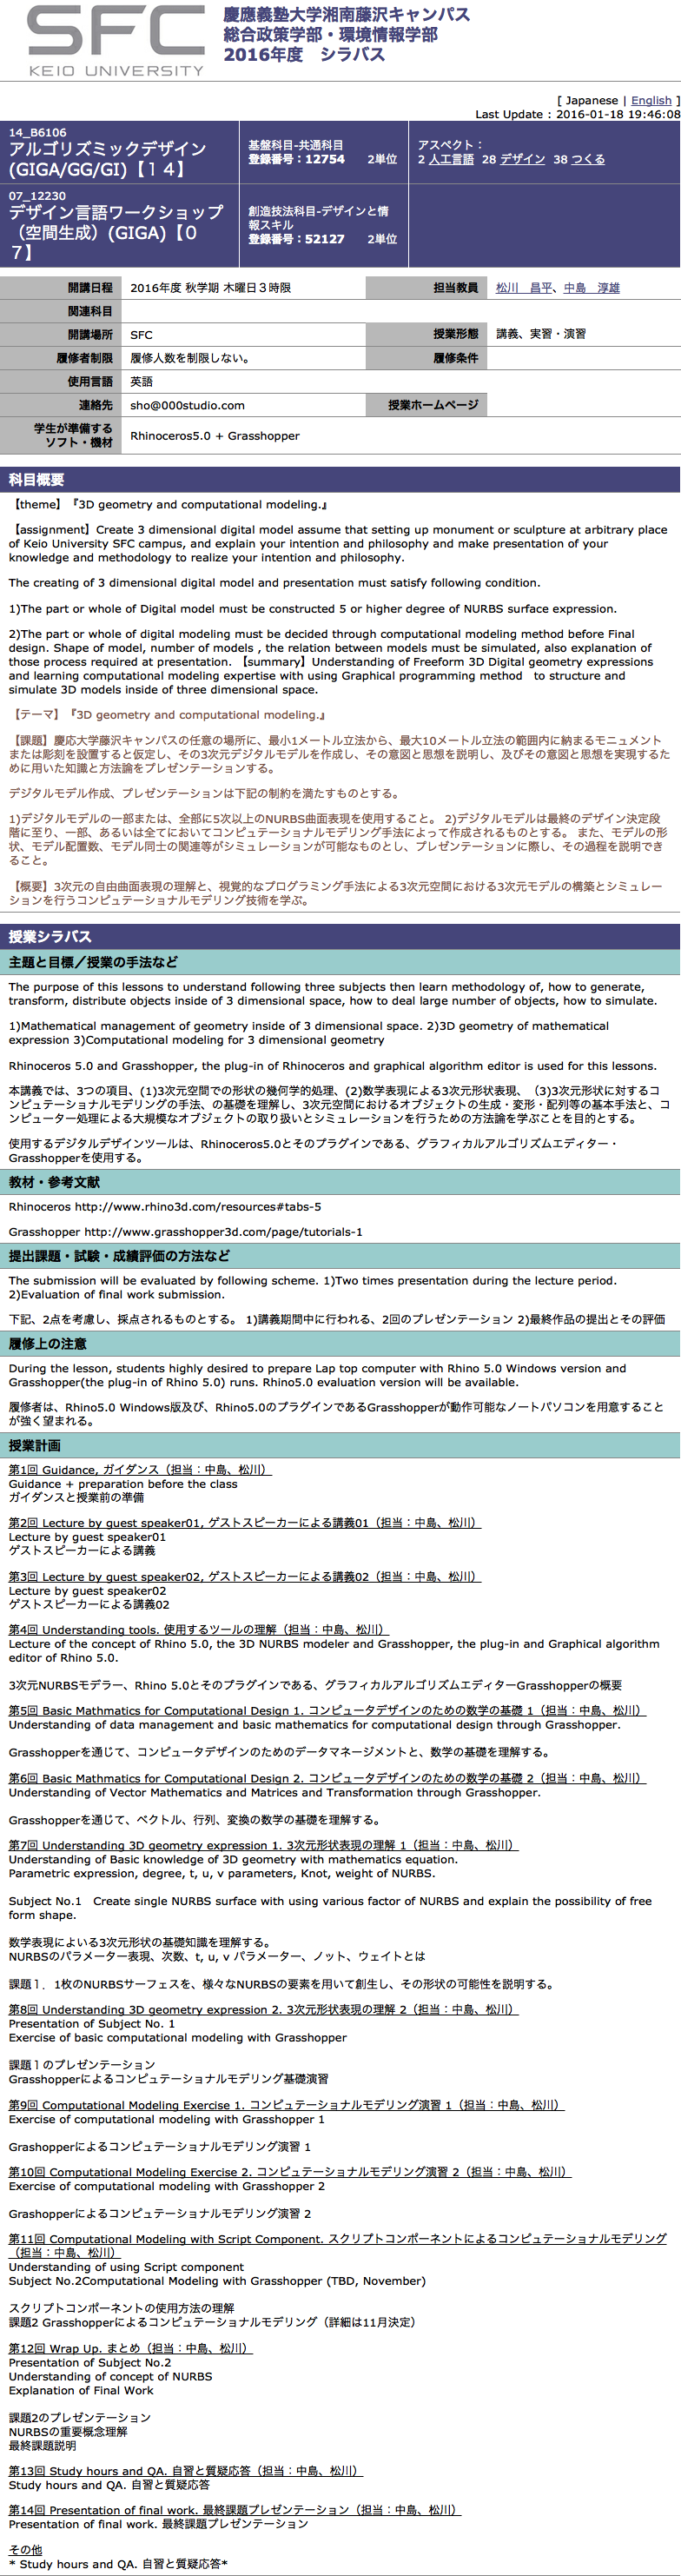 SFC
KEIO UNIVERSITY
慶應義塾大学湘南藤沢キャンパス
総合政策学部・環境情報学部
2016年度　シラバス
[ Japanese | English ]
Last Update : 2016-01-18 19:46:08
14_B6106
アルゴリズミックデザイン
(GIGA/GG/GI)【１４】
基盤科目-共通科目
登録番号：12754　2単位
アスペクト：
2 人工言語 28 デザイン 38 つくる
07_12230
デザイン言語ワークショップ
（空間生成）(GIGA)【０
７】
創造技法科目-デザインと情
報スキル
登録番号：52127　2単位
開講日程 2016年度 秋学期 木曜日３時限 担当教員 松川　昌平、中島　淳雄
関連科目
開講場所 SFC 授業形態 講義、実習・演習
履修者制限 履修人数を制限しない。 履修条件
使用言語 英語
連絡先 sho@000studio.com 授業ホームページ
学生が準備する
ソフト・機材 Rhinoceros5.0 + Grasshopper
科目概要
【theme】『3D geometry and computational modeling.』
【assignment】Create 3 dimensional digital model assume that setting up monument or sculpture at arbitrary place
of Keio University SFC campus, and explain your intention and philosophy and make presentation of your
knowledge and methodology to realize your intention and philosophy.
The creating of 3 dimensional digital model and presentation must satisfy following condition.
1)The part or whole of Digital model must be constructed 5 or higher degree of NURBS surface expression.
2)The part or whole of digital modeling must be decided through computational modeling method before Final
design. Shape of model, number of models , the relation between models must be simulated, also explanation of
those process required at presentation. 【summary】Understanding of Freeform 3D Digital geometry expressions
and learning computational modeling expertise with using Graphical programming method　to structure and
simulate 3D models inside of three dimensional space.
【テーマ】『3D geometry and computational modeling.』
【課題】慶応大学藤沢キャンパスの任意の場所に、最小1メートル立法から、最大10メートル立法の範囲内に納まるモニュメント
または彫刻を設置すると仮定し、その3次元デジタルモデルを作成し、その意図と思想を説明し、及びその意図と思想を実現するた
めに用いた知識と方法論をプレゼンテーションする。
デジタルモデル作成、プレゼンテーションは下記の制約を満たすものとする。
1)デジタルモデルの一部または、全部に5次以上のNURBS曲面表現を使用すること。 2)デジタルモデルは最終のデザイン決定段
階に至り、一部、あるいは全てにおいてコンピュテーショナルモデリング手法によって作成されるものとする。 また、モデルの形
状、モデル配置数、モデル同士の関連等がシミュレーションが可能なものとし、プレゼンテーションに際し、その過程を説明でき
ること。
【概要】3次元の自由曲面表現の理解と、視覚的なプログラミング手法による3次元空間における3次元モデルの構築とシミュレー
ションを行うコンピュテーショナルモデリング技術を学ぶ。
授業シラバス
主題と目標／授業の手法など
The purpose of this lessons to understand following three subjects then learn methodology of, how to generate,
transform, distribute objects inside of 3 dimensional space, how to deal large number of objects, how to simulate.
1)Mathematical management of geometry inside of 3 dimensional space. 2)3D geometry of mathematical
expression 3)Computational modeling for 3 dimensional geometry
Rhinoceros 5.0 and Grasshopper, the plug-in of Rhinoceros and graphical algorithm editor is used for this lessons.
本講義では、3つの項目、(1)3次元空間での形状の幾何学的処理、(2)数学表現による3次元形状表現、（3)3次元形状に対するコ
ンピュテーショナルモデリングの手法、の基礎を理解し、3次元空間におけるオブジェクトの生成・変形・配列等の基本手法と、コ
ンピューター処理による大規模なオブジェクトの取り扱いとシミュレーションを行うための方法論を学ぶことを目的とする。
使用するデジタルデザインツールは、Rhinoceros5.0とそのプラグインである、グラフィカルアルゴリズムエディター・
Grasshopperを使用する。
教材・参考文献
Rhinoceros http://www.rhino3d.com/resources#tabs-5
Grasshopper http://www.grasshopper3d.com/page/tutorials-1
提出課題・試験・成績評価の方法など
The submission will be evaluated by following scheme. 1)Two times presentation during the lecture period.
2)Evaluation of final work submission.
下記、2点を考慮し、採点されるものとする。 1)講義期間中に行われる、2回のプレゼンテーション 2)最終作品の提出とその評価
履修上の注意
During the lesson, students highly desired to prepare Lap top computer with Rhino 5.0 Windows version and
Grasshopper(the plug-in of Rhino 5.0) runs. Rhino5.0 evaluation version will be available.
履修者は、Rhino5.0 Windows版及び、Rhino5.0のプラグインであるGrasshopperが動作可能なノートパソコンを用意すること
が強く望まれる。
授業計画
第1回 Guidance, ガイダンス（担当：中島、松川）
Guidance + preparation before the class
ガイダンスと授業前の準備
第2回 Lecture by guest speaker01, ゲストスピーカーによる講義01（担当：中島、松川）
Lecture by guest speaker01
ゲストスピーカーによる講義
第3回 Lecture by guest speaker02, ゲストスピーカーによる講義02（担当：中島、松川）
Lecture by guest speaker02
ゲストスピーカーによる講義02
第4回 Understanding tools. 使用するツールの理解（担当：中島、松川）
Lecture of the concept of Rhino 5.0, the 3D NURBS modeler and Grasshopper, the plug-in and Graphical algorithm
editor of Rhino 5.0.
3次元NURBSモデラー、Rhino 5.0とそのプラグインである、グラフィカルアルゴリズムエディターGrasshopperの概要
第5回 Basic Mathmatics for Computational Design 1. コンピュータデザインのための数学の基礎 1（担当：中島、松川）
Understanding of data management and basic mathematics for computational design through Grasshopper.
Grasshopperを通じて、コンピュータデザインのためのデータマネージメントと、数学の基礎を理解する。
第6回 Basic Mathmatics for Computational Design 2. コンピュータデザインのための数学の基礎 2（担当：中島、松川）
Understanding of Vector Mathematics and Matrices and Transformation through Grasshopper.
Grasshopperを通じて、ベクトル、行列、変換の数学の基礎を理解する。
第7回 Understanding 3D geometry expression 1. 3次元形状表現の理解 1（担当：中島、松川）
Understanding of Basic knowledge of 3D geometry with mathematics equation.
Parametric expression, degree, t, u, v parameters, Knot, weight of NURBS.
Subject No.1　Create single NURBS surface with using various factor of NURBS and explain the possibility of free
form shape.
数学表現によいる3次元形状の基礎知識を理解する。
NURBSのパラメーター表現、次数、t, u, v パラメーター、ノット、ウェイトとは
課題１．1枚のNURBSサーフェスを、様々なNURBSの要素を用いて創生し、その形状の可能性を説明する。
第8回 Understanding 3D geometry expression 2. 3次元形状表現の理解 2（担当：中島、松川）
Presentation of Subject No. 1
Exercise of basic computational modeling with Grasshopper
課題１のプレゼンテーション
Grasshopperによるコンピュテーショナルモデリング基礎演習
第9回 Computational Modeling Exercise 1. コンピュテーショナルモデリング演習 1（担当：中島、松川）
Exercise of computational modeling with Grasshopper 1
Grashopperによるコンピュテーショナルモデリング演習 1
第10回 Computational Modeling Exercise 2. コンピュテーショナルモデリング演習 2（担当：中島、松川）
Exercise of computational modeling with Grasshopper 2
Grashopperによるコンピュテーショナルモデリング演習 2
第11回 Computational Modeling with Script Component. スクリプトコンポーネントによるコンピュテーショナルモデリング
（担当：中島、松川）
Understanding of using Script component
Subject No.2Computational Modeling with Grasshopper (TBD, November)
スクリプトコンポーネントの使用方法の理解
課題2 Grasshopperによるコンピュテーショナルモデリング（詳細は11月決定）
第12回 Wrap Up. まとめ（担当：中島、松川）
Presentation of Subject No.2
Understanding of concept of NURBS
Explanation of Final Work
課題2のプレゼンテーション
NURBSの重要概念理解
最終課題説明
第13回 Study hours and QA. 自習と質疑応答（担当：中島、松川）
Study hours and QA. 自習と質疑応答
第14回 Presentation of final work. 最終課題プレゼンテーション（担当：中島、松川）
Presentation of final work. 最終課題プレゼンテーション
その他
* Study hours and QA. 自習と質疑応答*